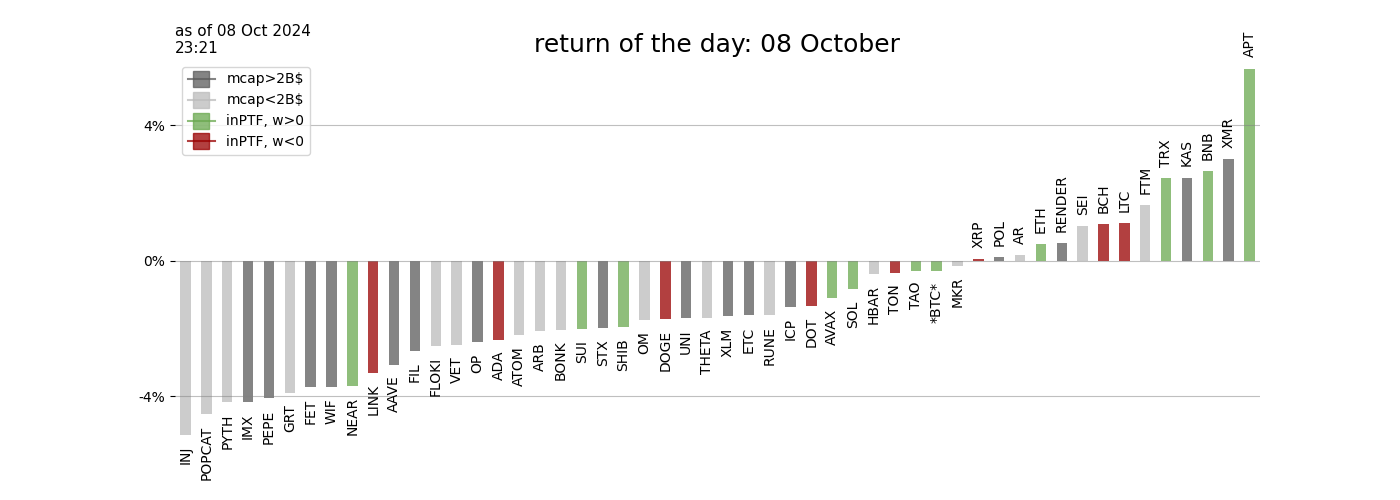 as of 08 Oct 2024
23:21
return of the day: 08 October
mcap>2B$
mcap<2B$
inPTF, w>0
inPTF, w<0
4%
0%
-4%
INJ
POPCAT
PYTH
IMX
PEPE
GRT
FET
WIF
NEAR
LINK
AAVE
FIL
FLOKI
VET
OP
ADA
ATOM
ARB
BONK
SUI
STX
SHIB
OM
DOGE
UNI
THETA
XLM
ETC
RUNE
ICP
DOT
AVAX
SOL
HBAR
TON
TAO
*BTC*
MKR
XRP
POL
AR
ETH
RENDER
SEI
BCH
LTC
FTM
TRX
KAS
BNB
XMR
APT